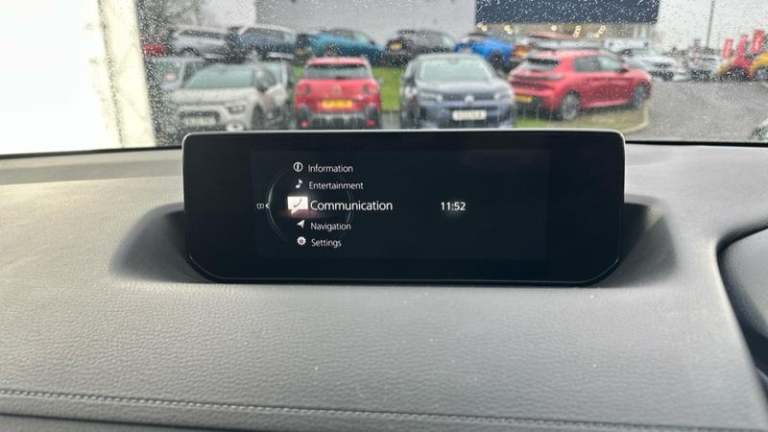 Information
Entertainment
Communication 11:52
Navigation
Settings